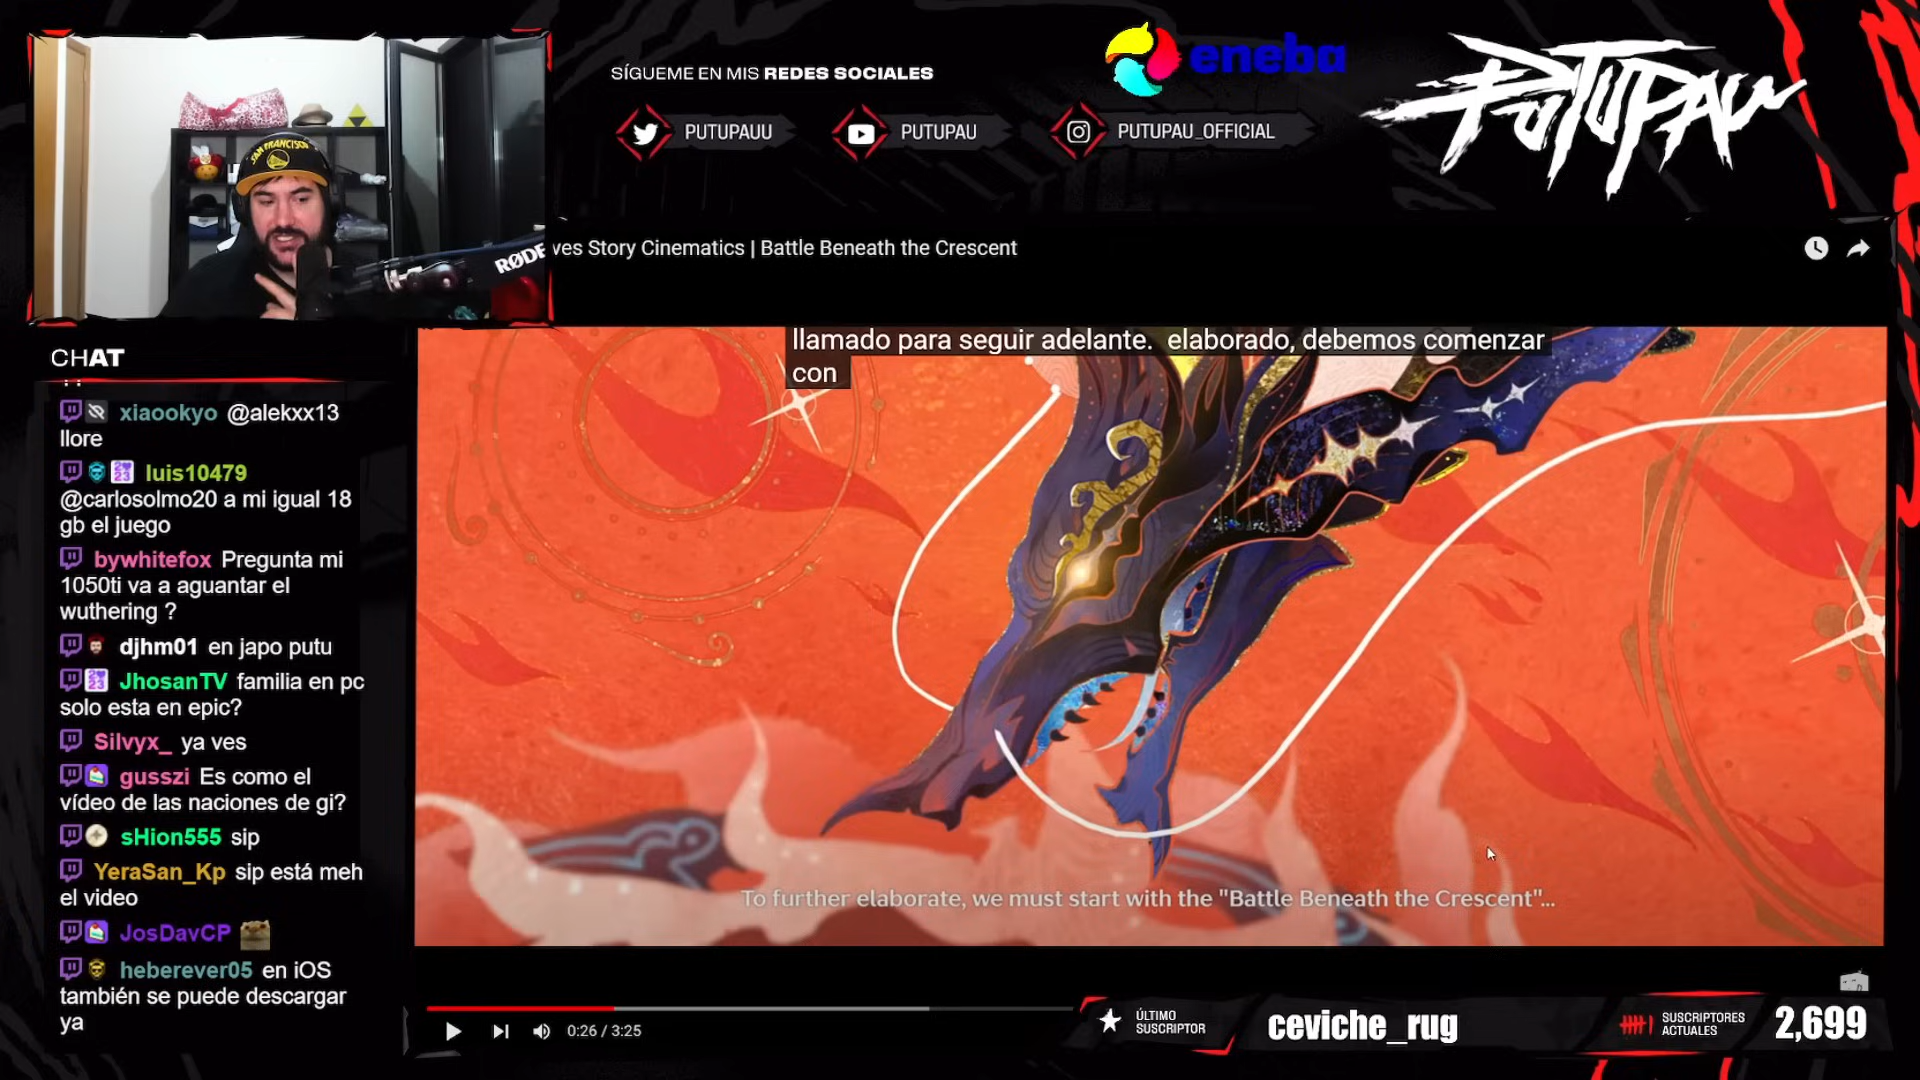 SÍGUEME EN MIS REDES SOCIALES
eneba
PUTUPAU
PUTUPAUU
PUTUPAU
PUTUPAU_OFFICIAL
SAN FRANCISCO
RØDE
ves Story Cinematics | Battle Beneath the Crescent
CHAT
xiaookyo @alekxx13
llore
luis10479
@carlosolmo20 a mi igual 18
gb el juego
bywhitefox Pregunta mi
1050ti va a aguantar el
wuthering ?
djhm01 en japo putu
JhosanTV familia en pc
solo esta en epic?
Silvyx_ ya ves
gusszi Es como el
vídeo de las naciones de gi?
sHion555 sip
YeraSan_Kp sip está meh
el video
JosDavCP
heberever05 en iOS
también se puede descargar
ya
llamado para seguir adelante. elaborado, debemos comenzar
con
To further elaborate, we must start with the "Battle Beneath the Crescent"...
0:26 / 3:25
ÚLTIMO
SUSCRIPTOR
ceviche_rug
SUSCRIPTORES
ACTUALES
2,699